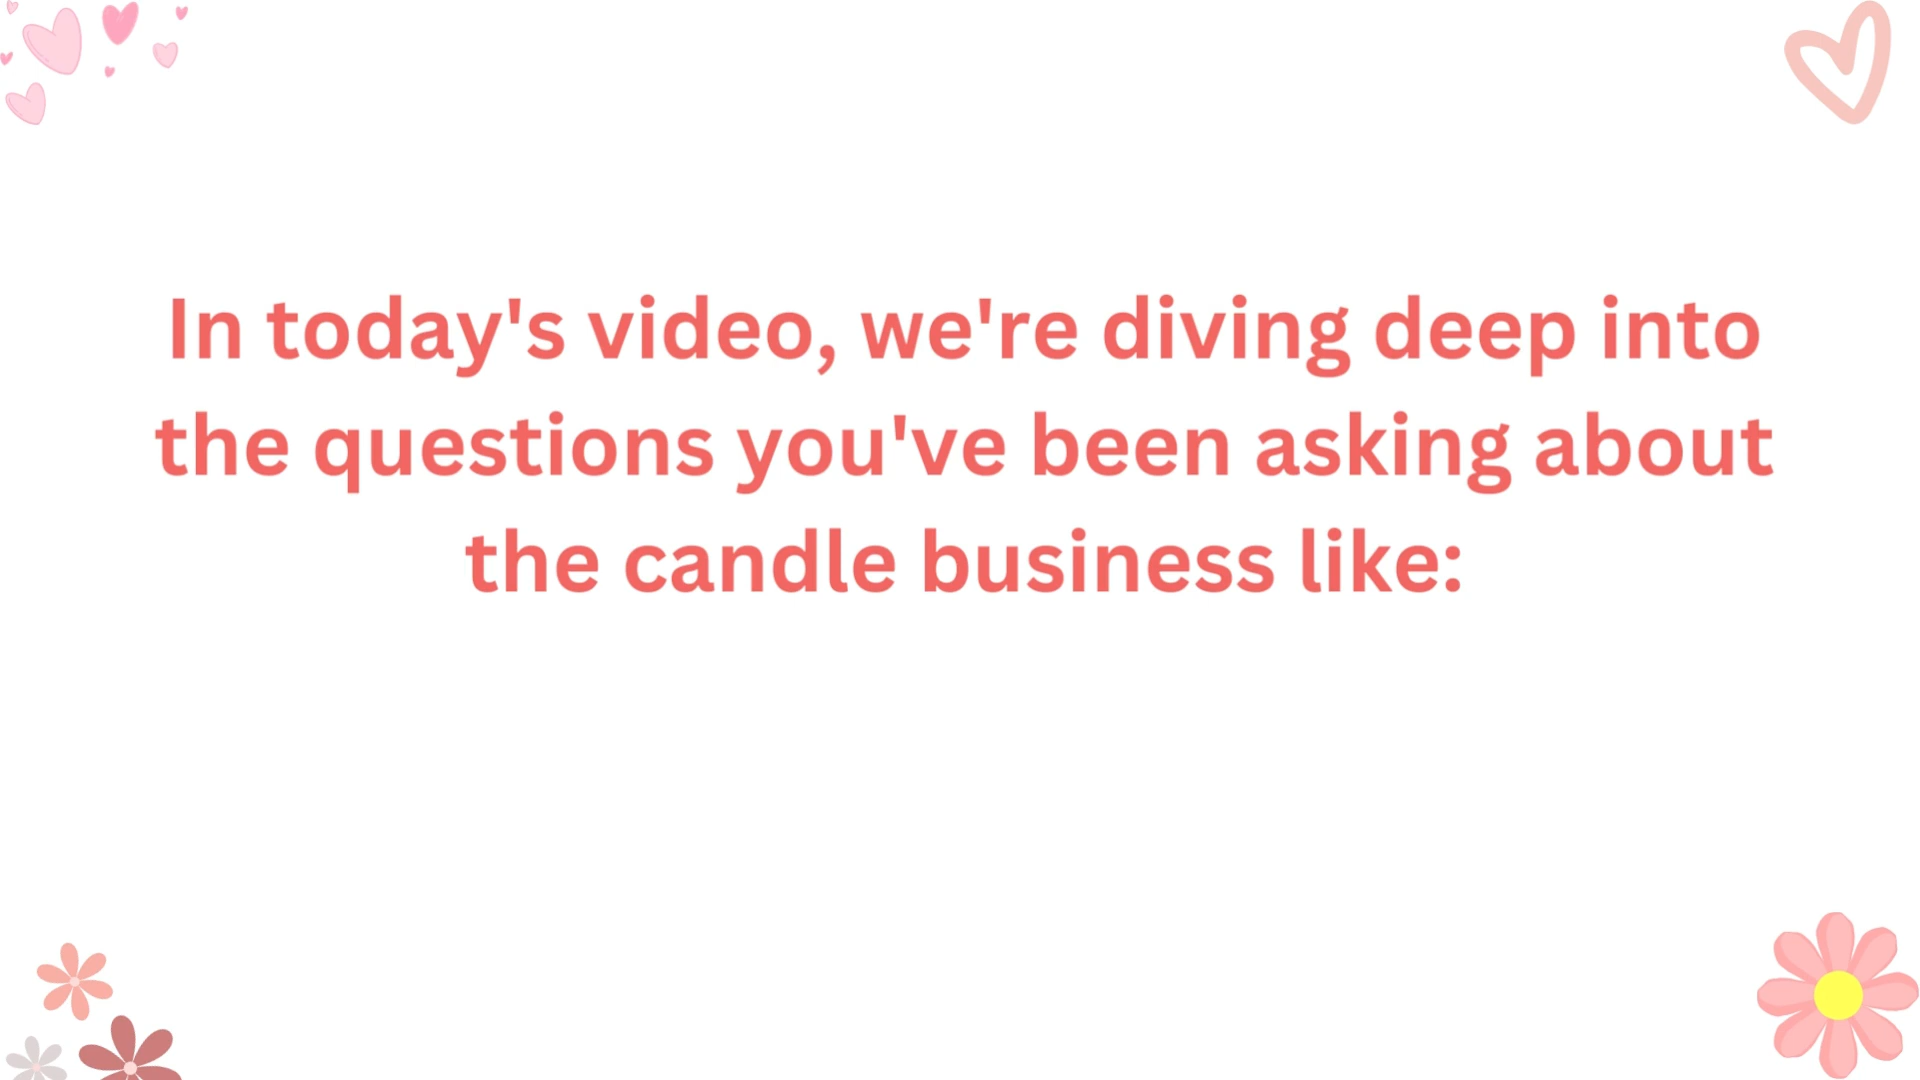 In today's video, we're diving deep into
the questions you've been asking about
the candle business like: